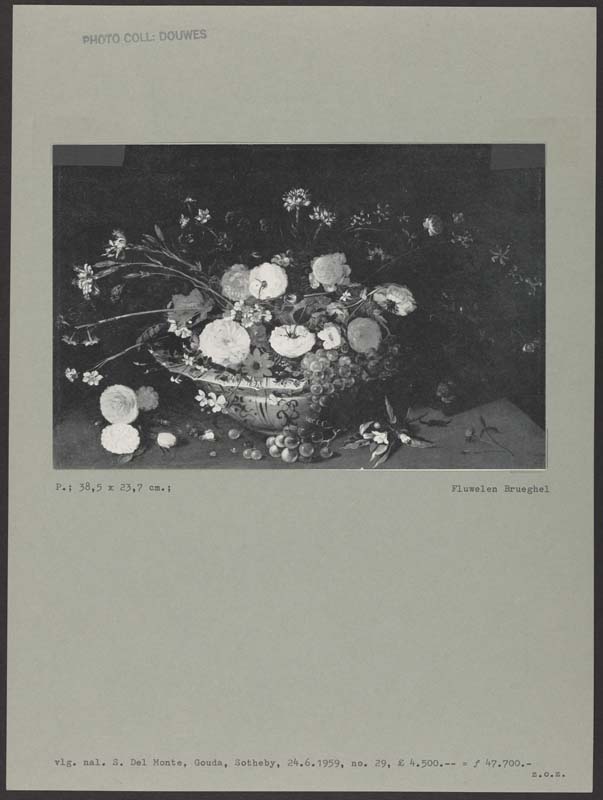 PHOTO COLL: DOUWES
P.; 38,5 x 23,7 cm.; Fluwelen Brueghel
vlg. nal. S. Del Monte, Gouda, Sotheby, 24.6.1959, no. 29, £ 4.500.-- = ƒ 47.700.-
z.o.z.